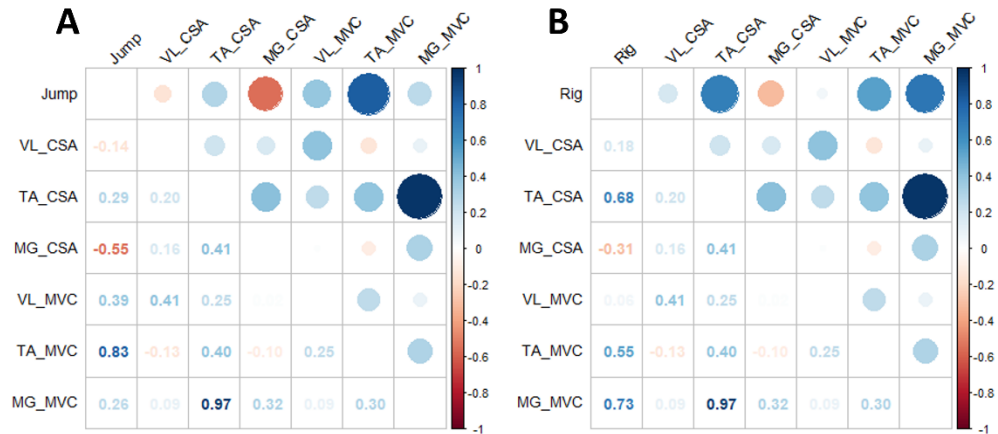 A
Jump VL_CSA TA_CSA MG_CSA VL_MVC TA_MVC MG_MVC
Jump
VL_CSA -0.14
TA_CSA 0.29 0.20
MG_CSA -0.55 0.16 0.41
VL_MVC 0.39 0.41 0.25
TA_MVC 0.83 -0.13 0.40 -0.10 0.25
MG_MVC 0.26 0.09 0.97 0.32 0.09 0.30
1
0.8
0.6
0.4
0.2
0
-0.2
-0.4
-0.6
-0.8
-1
B
Rig VL_CSA TA_CSA MG_CSA VL_MVC TA_MVC MG_MVC
Rig
VL_CSA 0.18
TA_CSA 0.68 0.20
MG_CSA -0.31 0.16 0.41
VL_MVC 0.41 0.25
TA_MVC 0.55 -0.13 0.40 -0.10 0.25
MG_MVC 0.73 0.09 0.97 0.32 0.09 0.30
1
0.8
0.6
0.4
0.2
0
-0.2
-0.4
-0.6
-0.8
-1